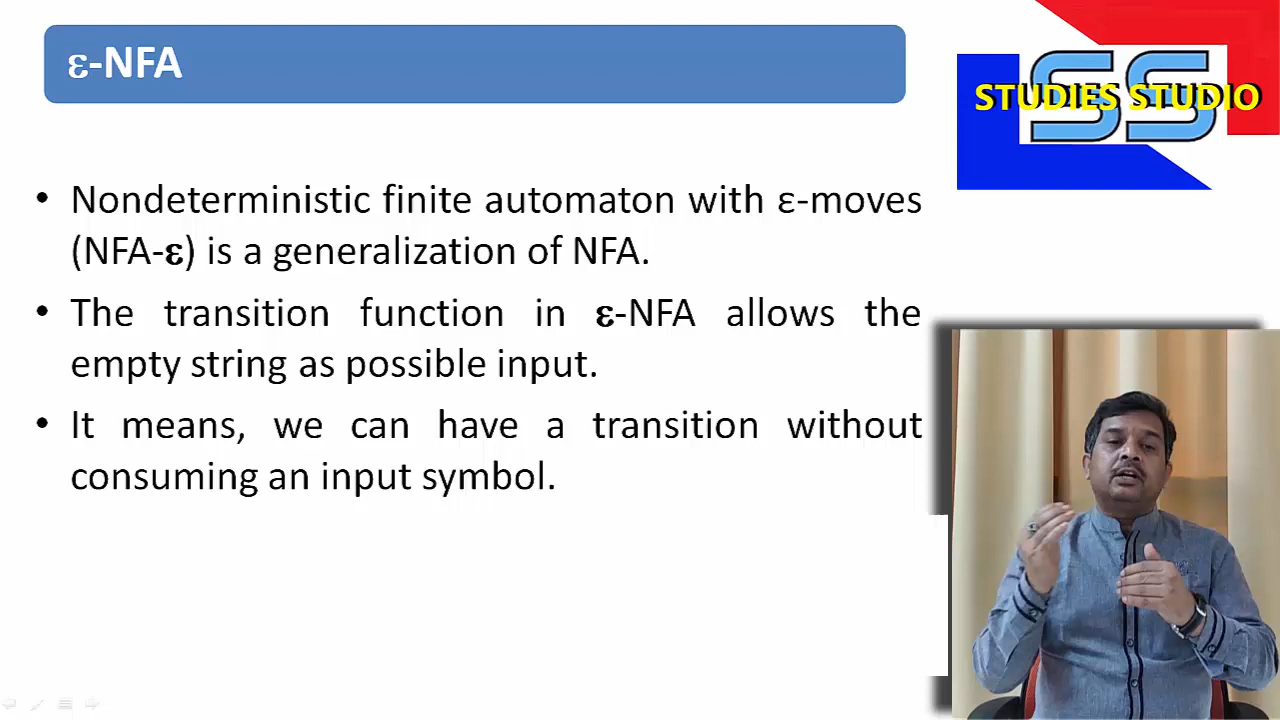 ε-NFA
SS
STUDIES STUDIO
• Nondeterministic finite automaton with ε-moves
(NFA-ε) is a generalization of NFA.
• The transition function in ε-NFA allows the
empty string as possible input.
• It means, we can have a transition without
consuming an input symbol.